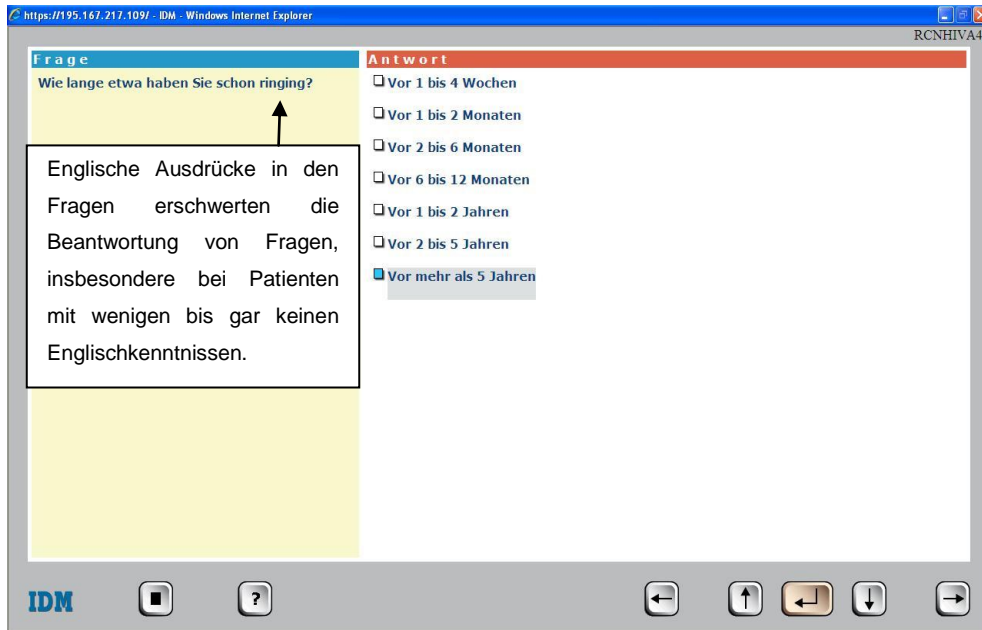 https://195.167.217.109/ - IDM - Windows Internet Explorer
RCNHIVA4
Frage
Antwort
Wie lange etwa haben Sie schon ringing?
Vor 1 bis 4 Wochen
Vor 1 bis 2 Monaten
Vor 2 bis 6 Monaten
Vor 6 bis 12 Monaten
Vor 1 bis 2 Jahren
Vor 2 bis 5 Jahren
Vor mehr als 5 Jahren
Englische Ausdrücke in den
Fragen erschwerten die
Beantwortung von Fragen,
insbesondere bei Patienten
mit wenigen bis gar keinen
Englischkenntnissen.
IDM
?